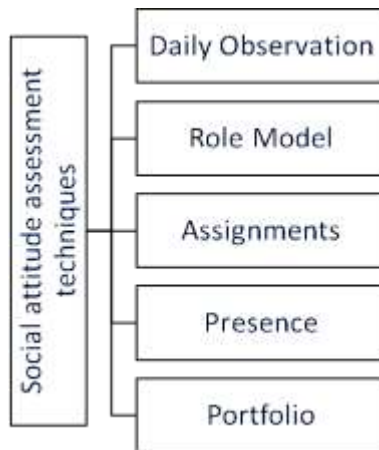 Social attitude assessment
techniques
Daily Observation
Role Model
Assignments
Presence
Portfolio